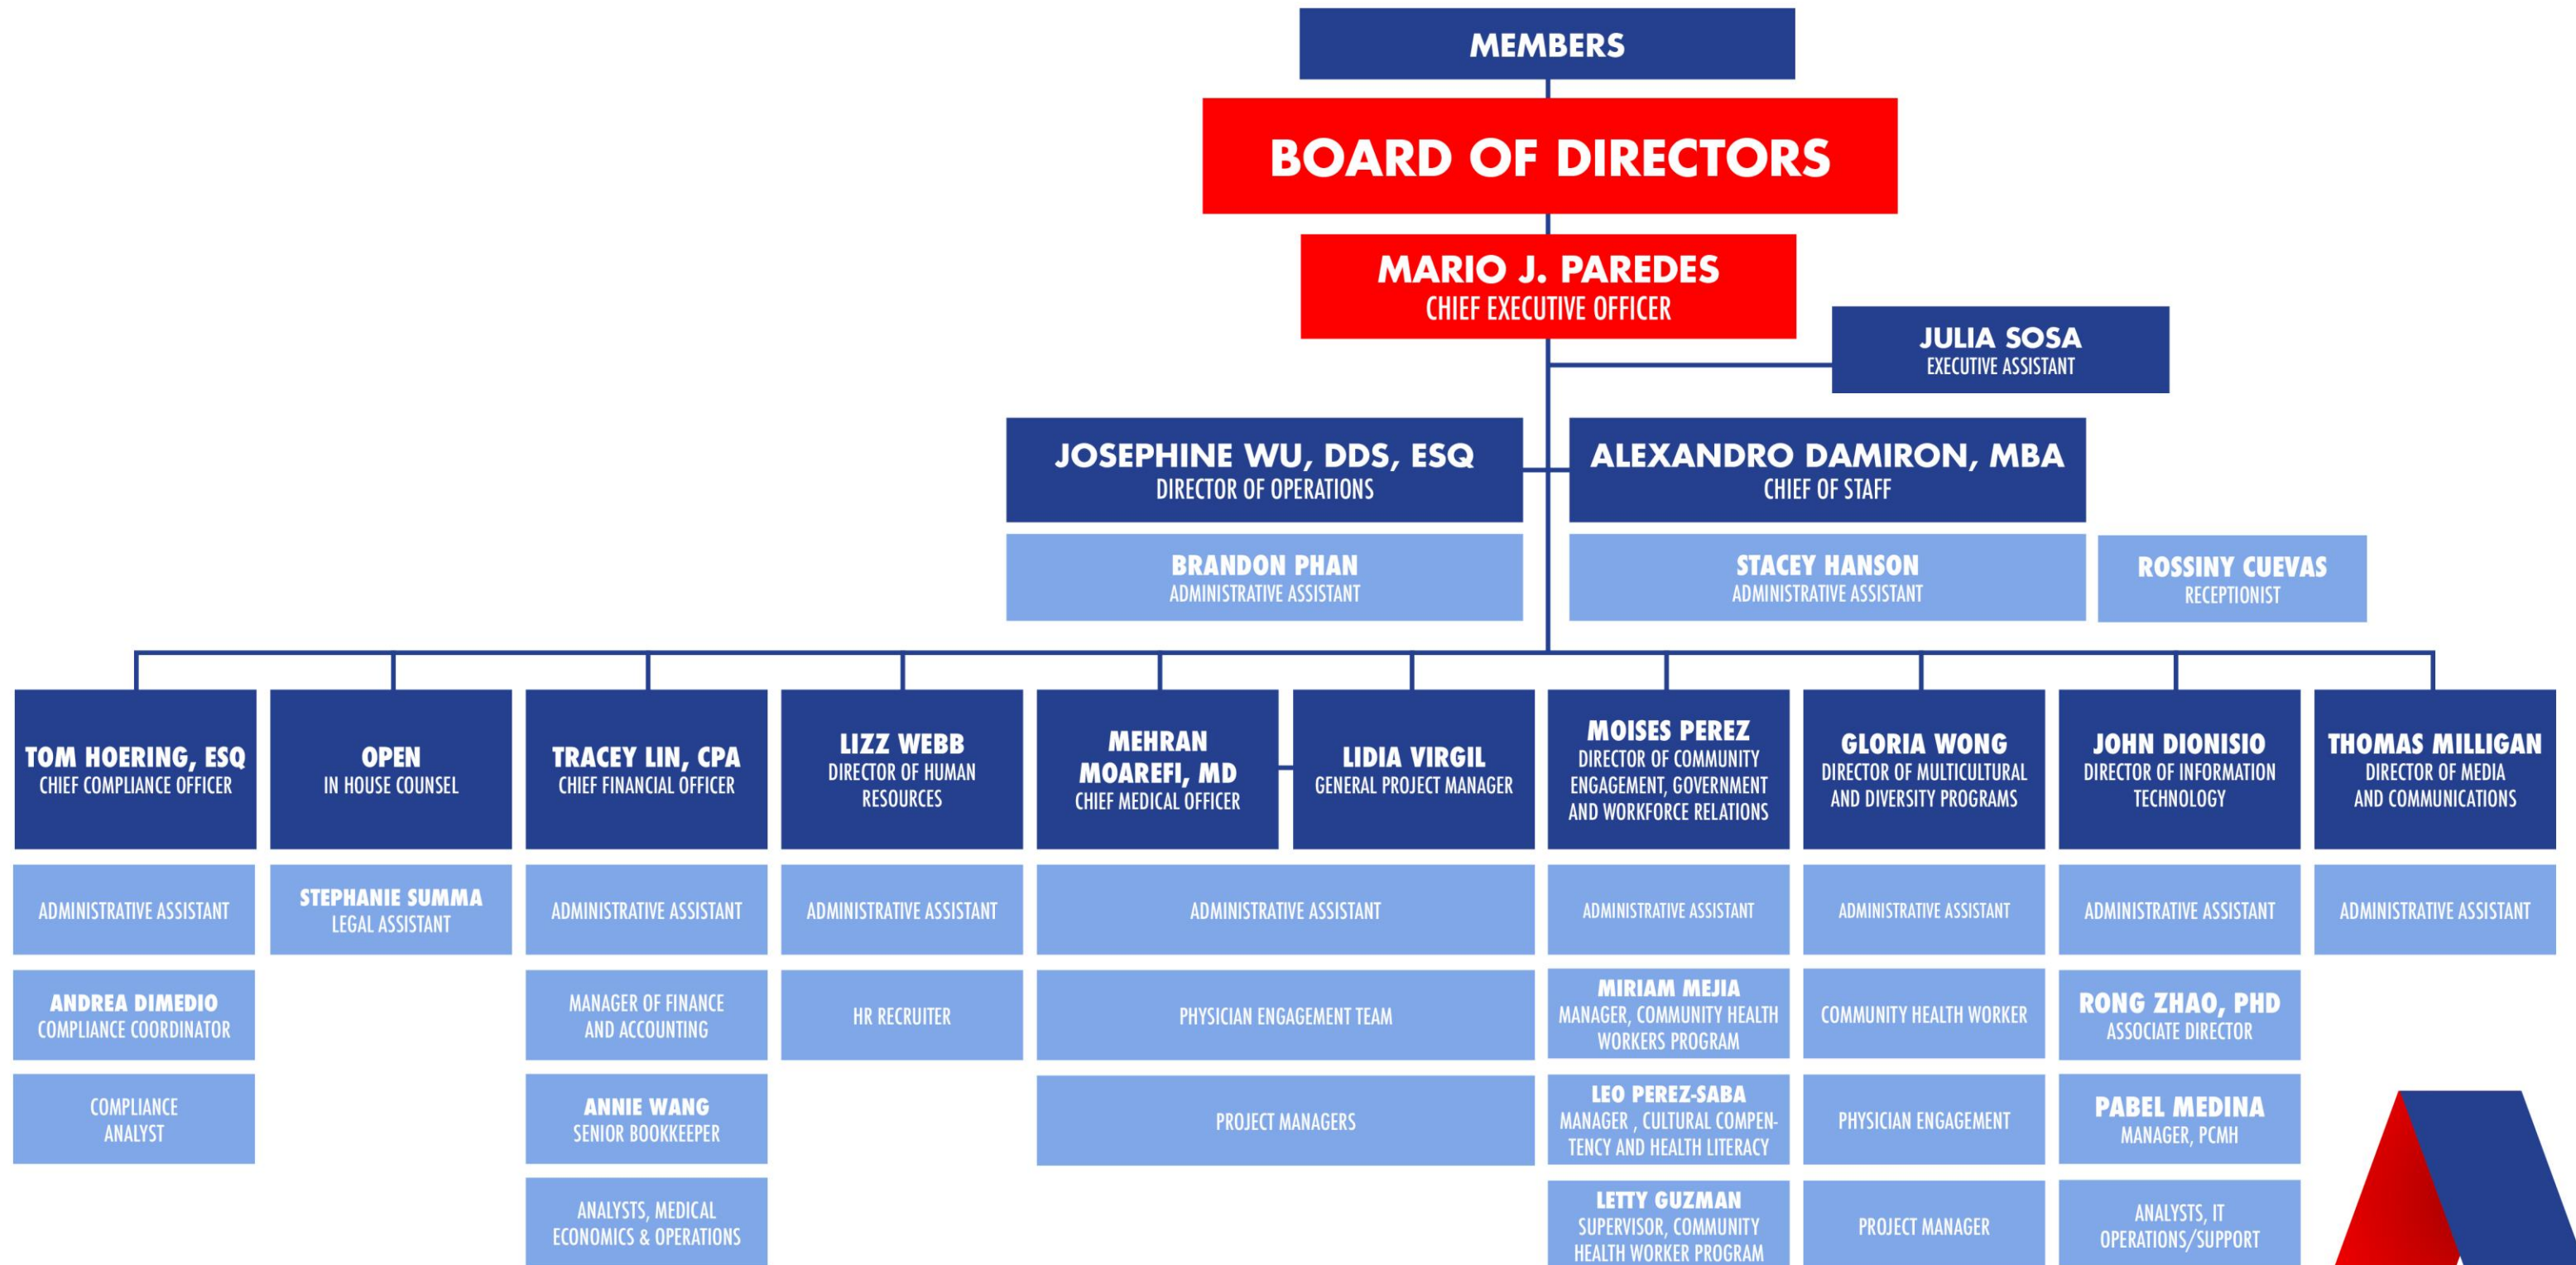 MEMBERS
BOARD OF DIRECTORS
MARIO J. PAREDES
CHIEF EXECUTIVE OFFICER
JULIA SOSA
EXECUTIVE ASSISTANT
JOSEPHINE WU, DDS, ESQ
DIRECTOR OF OPERATIONS
ALEXANDRO DAMIRON, MBA
CHIEF OF STAFF
BRANDON PHAN
ADMINISTRATIVE ASSISTANT
STACEY HANSON
ADMINISTRATIVE ASSISTANT
ROSSINY CUEVAS
RECEPTIONIST
TOM HOERING, ESQ
CHIEF COMPLIANCE OFFICER
OPEN
IN HOUSE COUNSEL
TRACEY LIN, CPA
CHIEF FINANCIAL OFFICER
LIZZ WEBB
DIRECTOR OF HUMAN
RESOURCES
MEHRAN
MOAREFI, MD
CHIEF MEDICAL OFFICER
LIDIA VIRGIL
GENERAL PROJECT MANAGER
MOISES PEREZ
DIRECTOR OF COMMUNITY
ENGAGEMENT, GOVERNMENT
AND WORKFORCE RELATIONS
GLORIA WONG
DIRECTOR OF MULTICULTURAL
AND DIVERSITY PROGRAMS
JOHN DIONISIO
DIRECTOR OF INFORMATION
TECHNOLOGY
THOMAS MILLIGAN
DIRECTOR OF MEDIA
AND COMMUNICATIONS
ADMINISTRATIVE ASSISTANT
STEPHANIE SUMMA
LEGAL ASSISTANT
ADMINISTRATIVE ASSISTANT
ADMINISTRATIVE ASSISTANT
ADMINISTRATIVE ASSISTANT
ADMINISTRATIVE ASSISTANT
ADMINISTRATIVE ASSISTANT
ADMINISTRATIVE ASSISTANT
ADMINISTRATIVE ASSISTANT
ANDREA DIMEDIO
COMPLIANCE COORDINATOR
MANAGER OF FINANCE
AND ACCOUNTING
HR RECRUITER
PHYSICIAN ENGAGEMENT TEAM
MIRIAM MEJIA
MANAGER, COMMUNITY HEALTH
WORKERS PROGRAM
COMMUNITY HEALTH WORKER
RONG ZHAO, PHD
ASSOCIATE DIRECTOR
COMPLIANCE
ANALYST
ANNIE WANG
SENIOR BOOKKEEPER
PROJECT MANAGERS
LEO PEREZ-SABA
MANAGER , CULTURAL COMPEN-
TENCY AND HEALTH LITERACY
PHYSICIAN ENGAGEMENT
PABEL MEDINA
MANAGER, PCMH
ANALYSTS, MEDICAL
ECONOMICS & OPERATIONS
LETTY GUZMAN
SUPERVISOR, COMMUNITY
HEALTH WORKER PROGRAM
PROJECT MANAGER
ANALYSTS, IT
OPERATIONS/SUPPORT